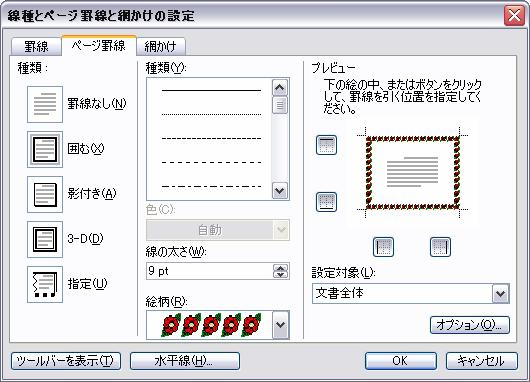 線種とページ罫線と網かけの設定
罫線
ページ罫線
網かけ
種類：
罫線なし(N)
囲む(X)
影付き(A)
3-D(D)
指定(U)
種類(Y):
色(C):
自動
線の太さ(W):
9 pt
絵柄(R):
プレビュー
下の絵の中、またはボタンをクリック
して、罫線を引く位置を指定してく
ださい。
設定対象(L):
文書全体
オプション(O)...
ツールバーを表示(T)
水平線(H)...
OK
キャンセル